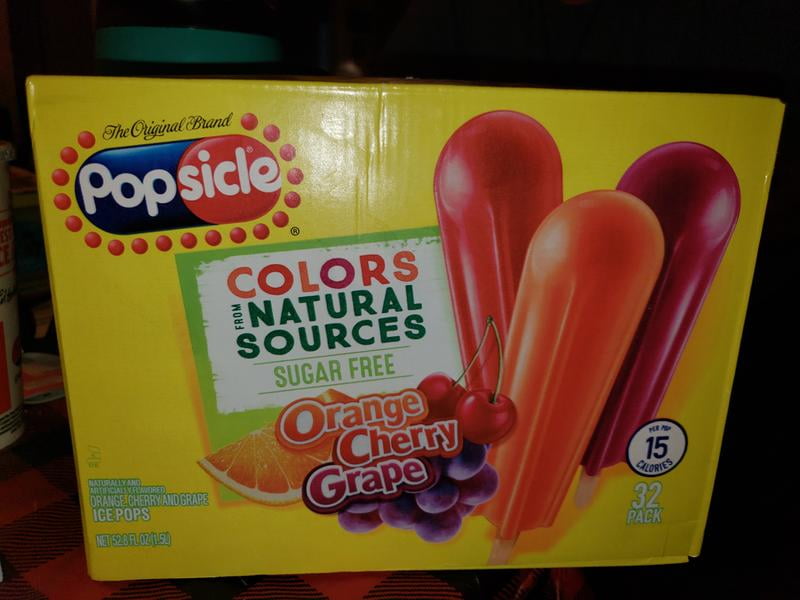 The Original Brand
Popsicle
®
COLORS
FROM NATURAL
SOURCES
SUGAR FREE
Orange
Cherry
Grape
PER POP
15
CALORIES
32
PACK
NATURALLY AND
ARTIFICIALLY FLAVORED
ORANGE, CHERRY AND GRAPE
ICE POPS
NET 52.8 FL OZ (1.5L)